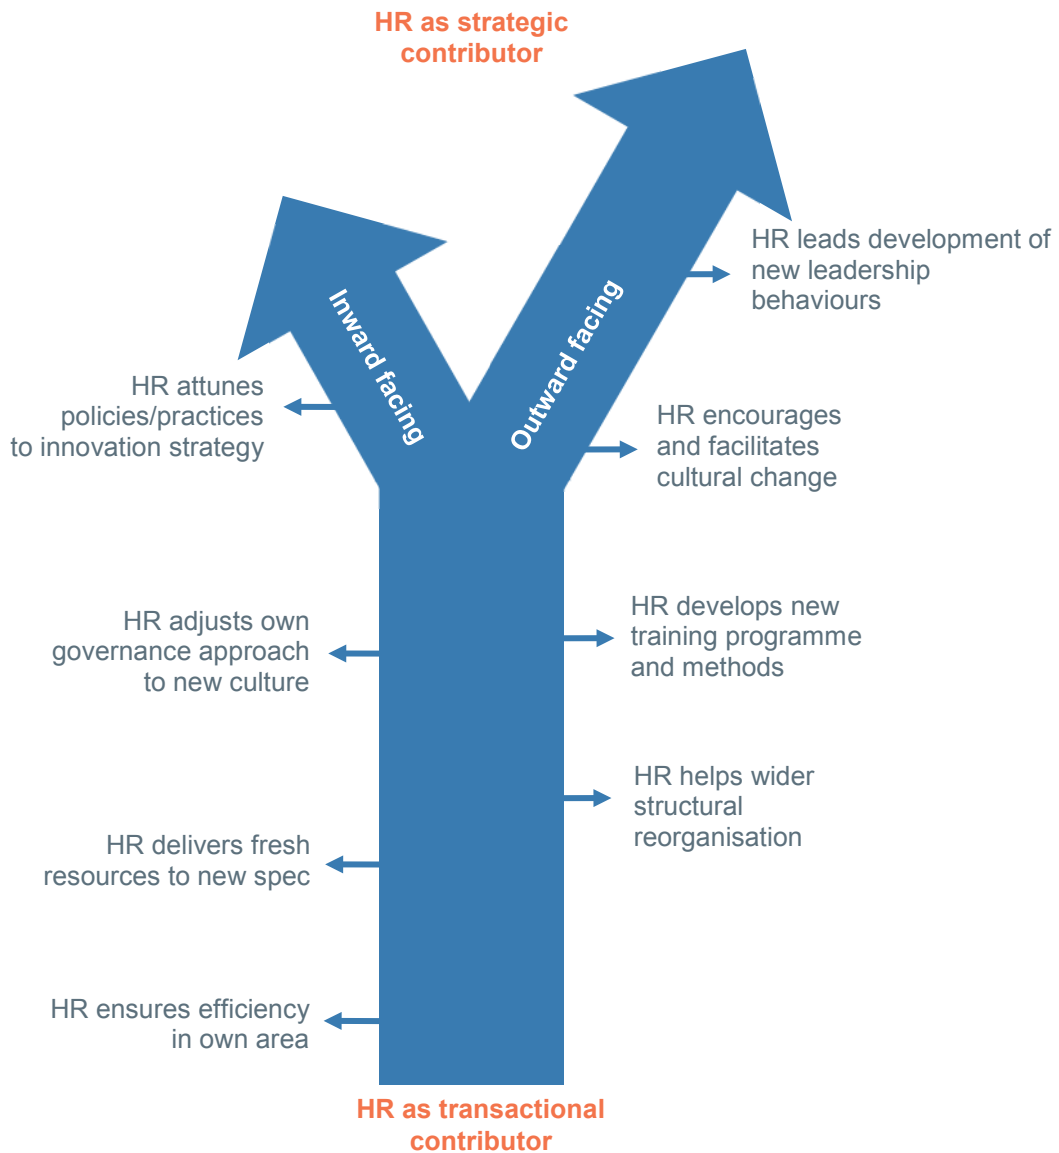 HR as strategic
contributor
Inward facing
Outward facing
HR leads development of
new leadership
behaviours
HR attunes
policies/practices
to innovation strategy
HR encourages
and facilitates
cultural change
HR adjusts own
governance approach
to new culture
HR develops new
training programme
and methods
HR helps wider
structural
reorganisation
HR delivers fresh
resources to new spec
HR ensures efficiency
in own area
HR as transactional
contributor